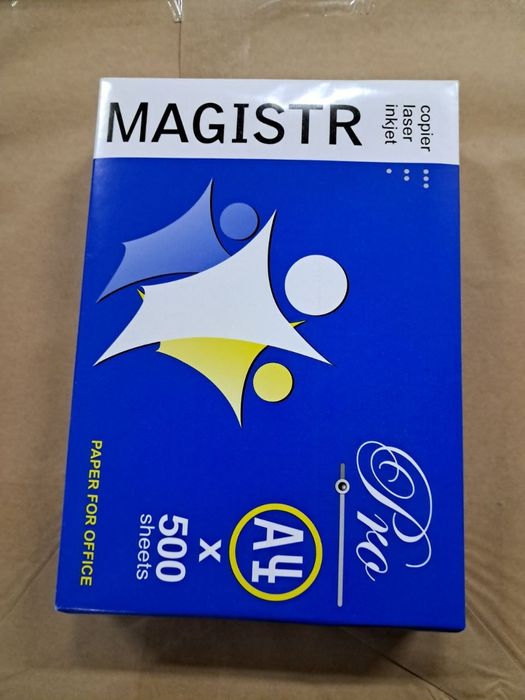 MAGISTR
copier
laser
inkjet
Pro
A4
x
500
sheets
PAPER FOR OFFICE